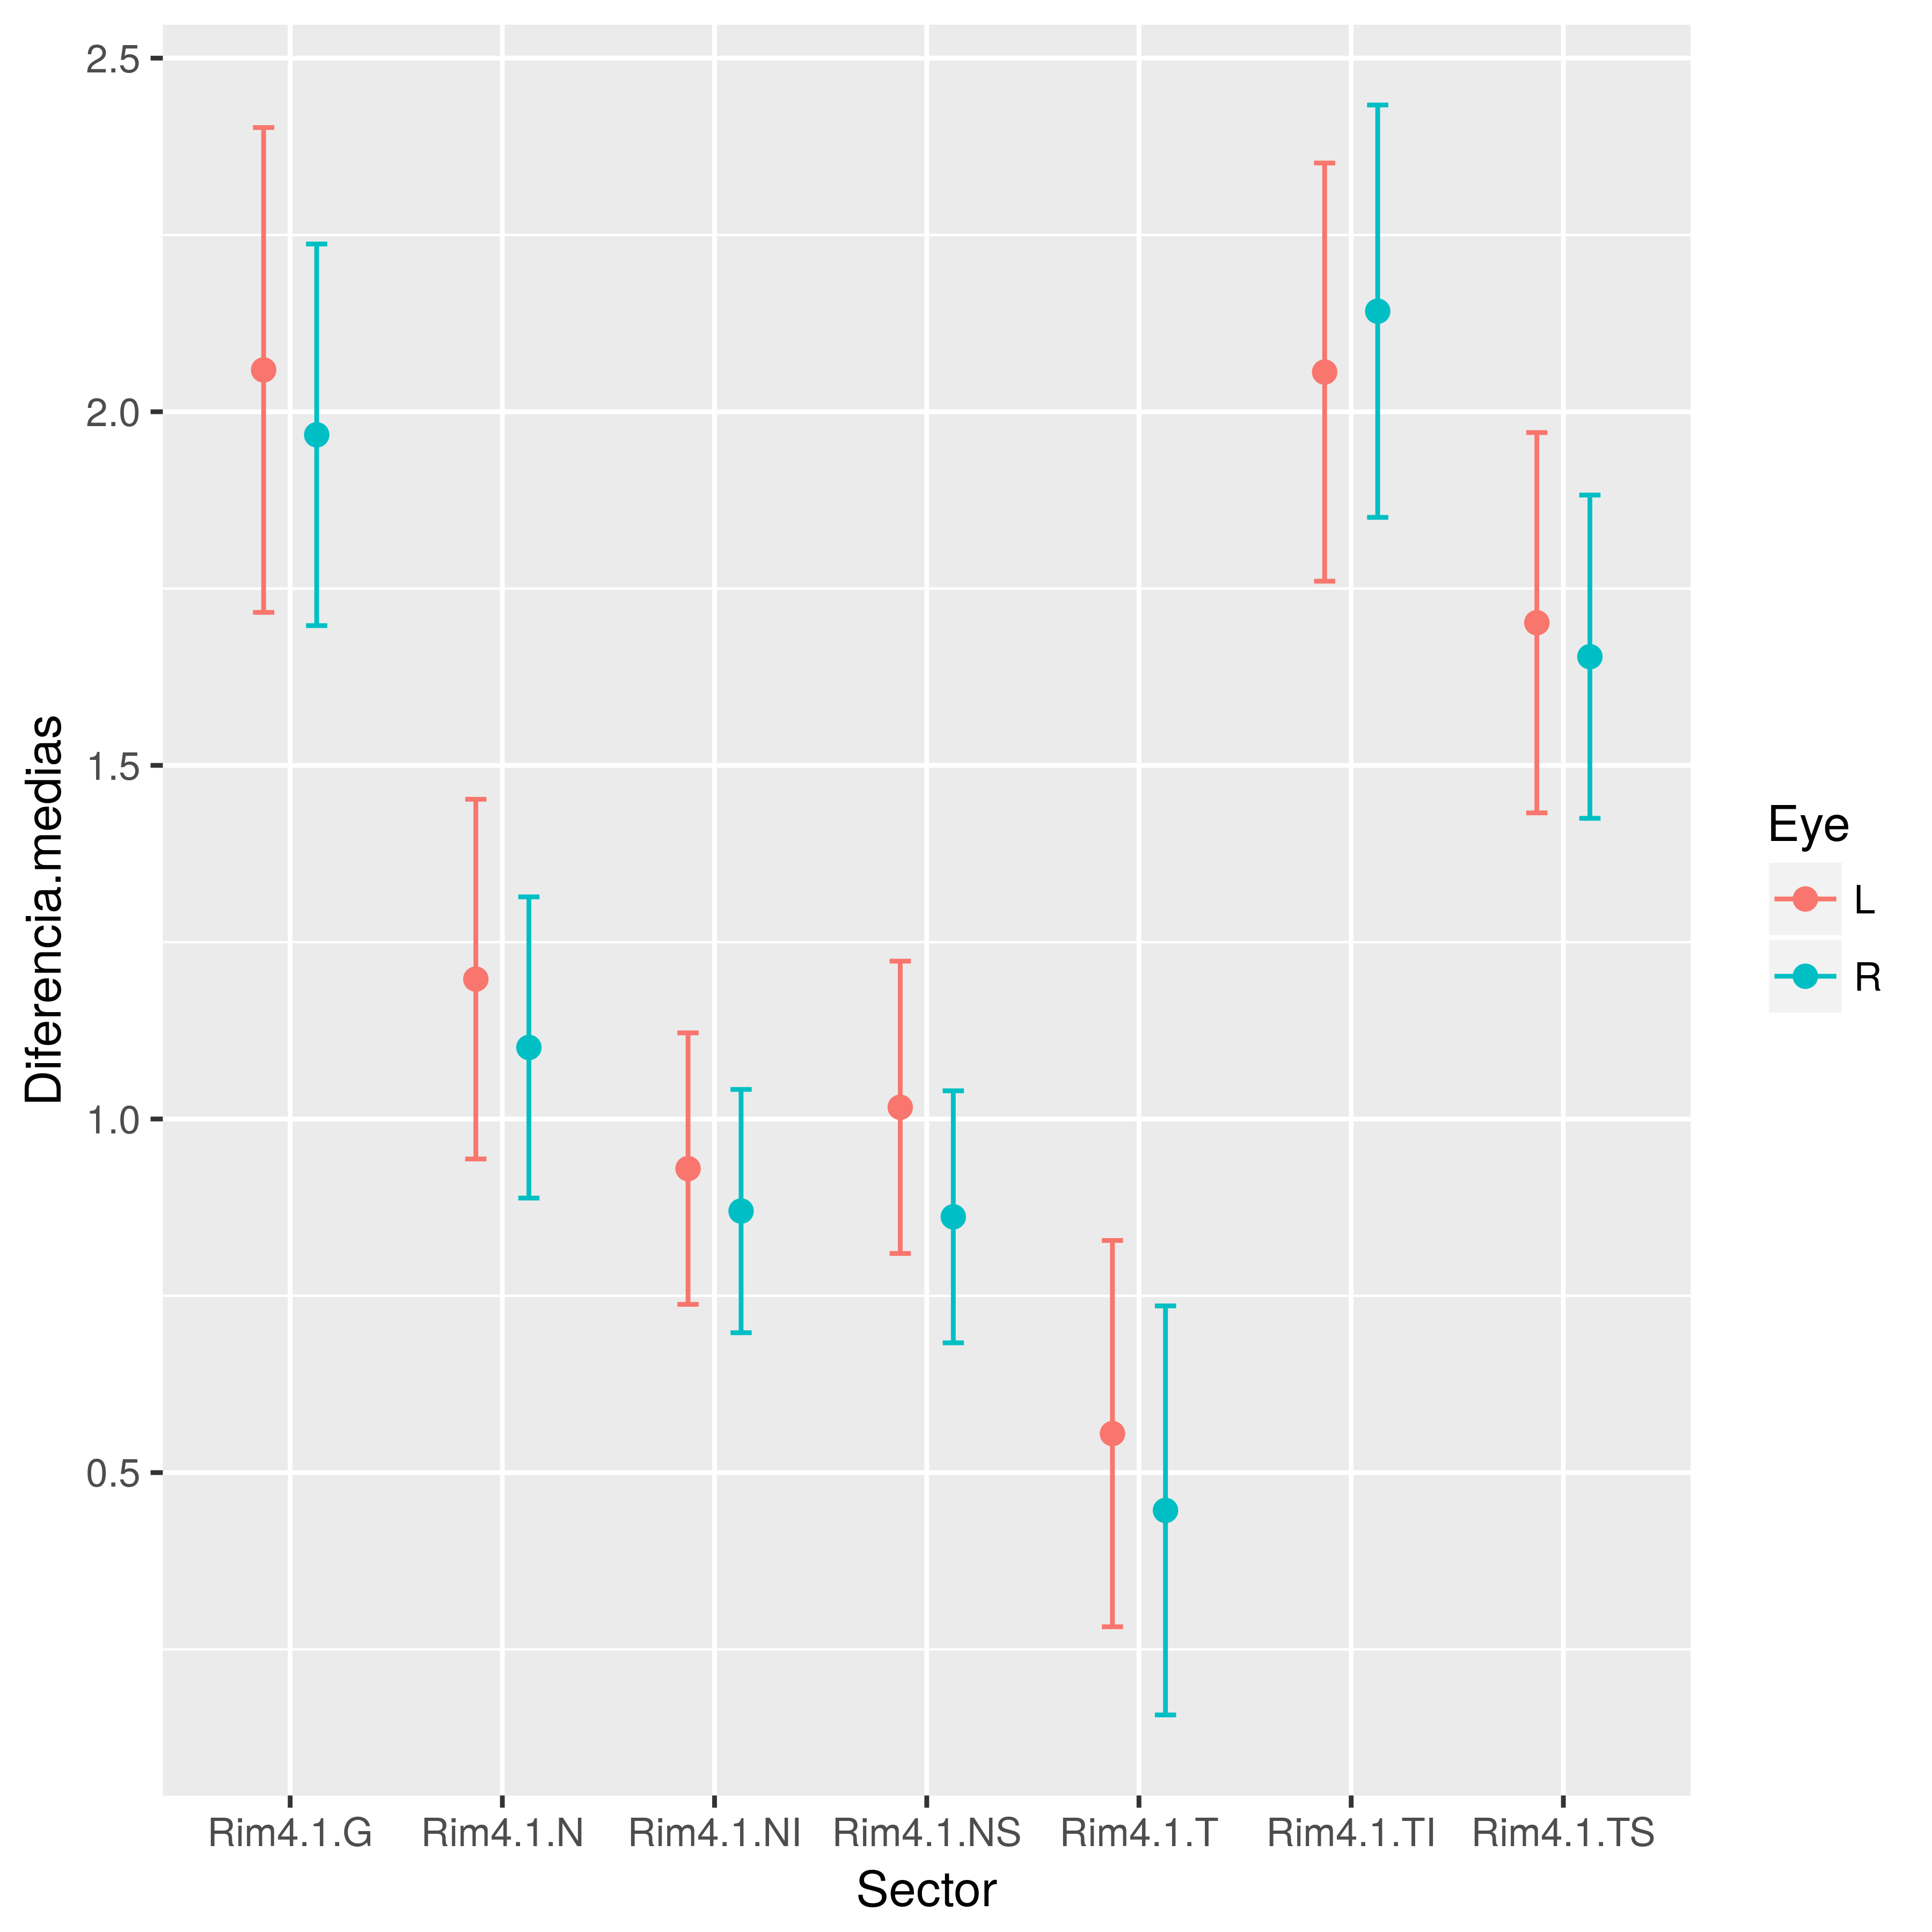 2.5
2.0
1.5
1.0
0.5
Diferencia.medias
Rim4.1.G Rim4.1.N Rim4.1.NI Rim4.1.NS Rim4.1.T Rim4.1.TI Rim4.1.TS
Sector
Eye
L
R